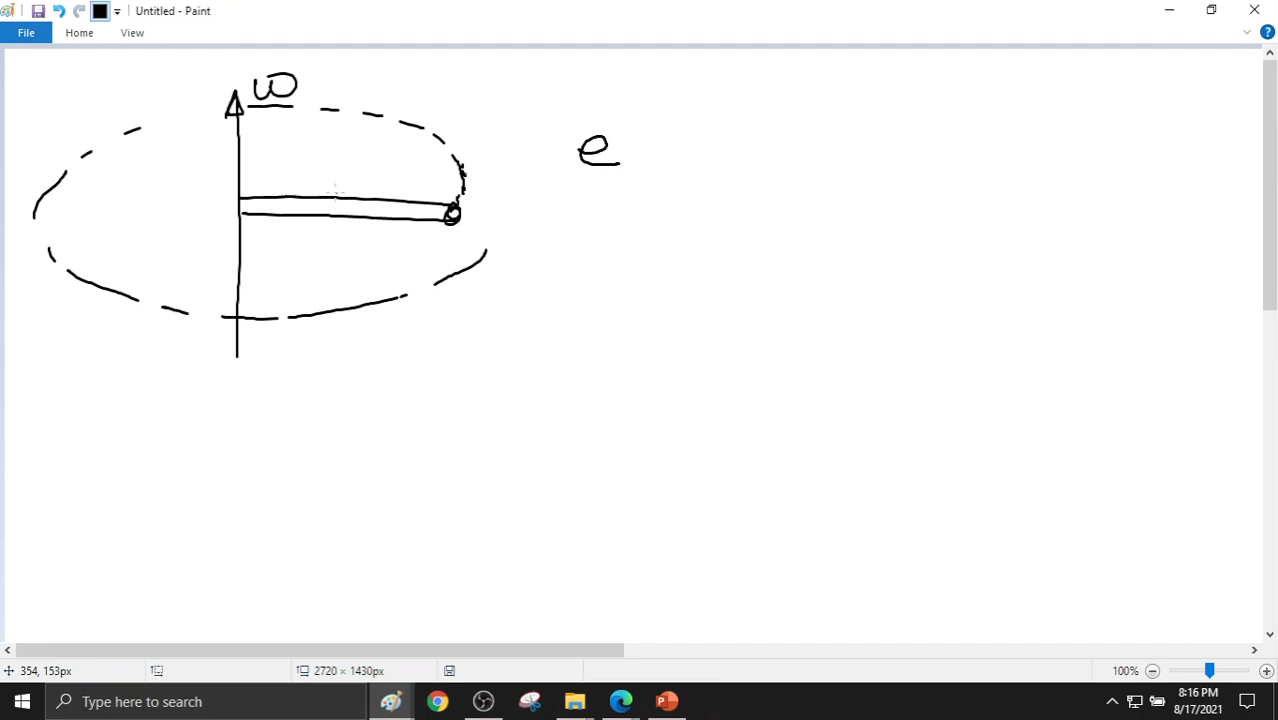 Untitled - Paint
File Home View
ω
e
354, 153px
2720 × 1430px
100%
Type here to search
8:16 PM
8/17/2021